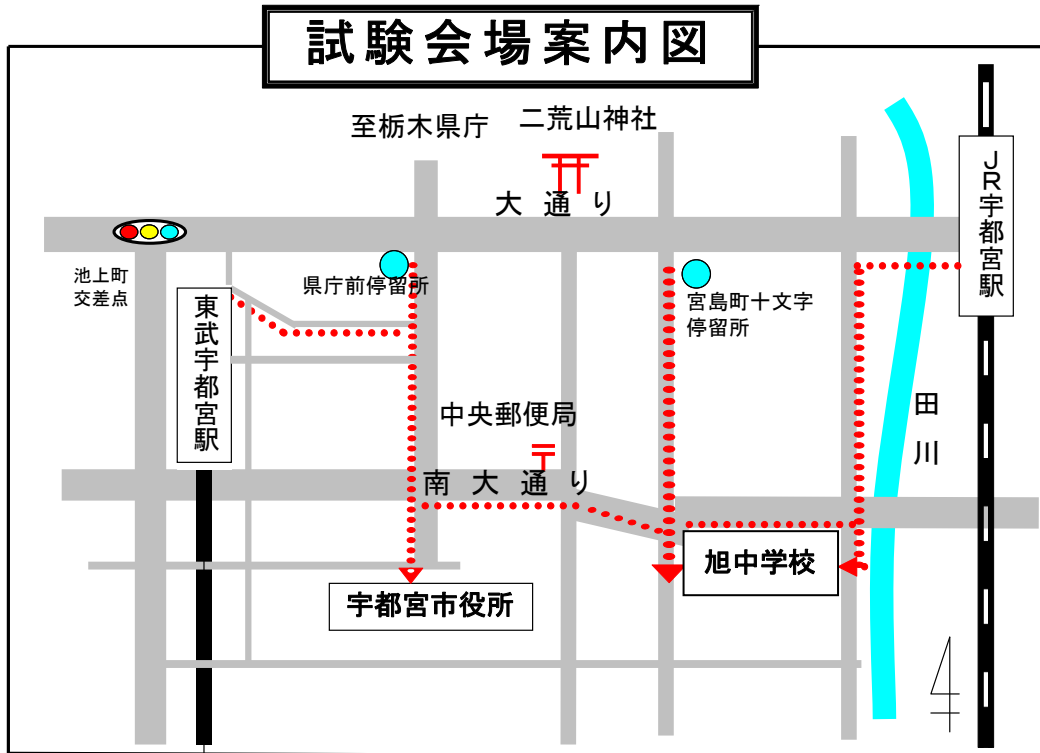 試験会場案内図
至栃木県庁
二荒山神社
大通り
JR宇都宮駅
池上町
交差点
県庁前停留所
宮島町十文字
停留所
東武宇都宮駅
中央郵便局
田川
南大通り
旭中学校
宇都宮市役所